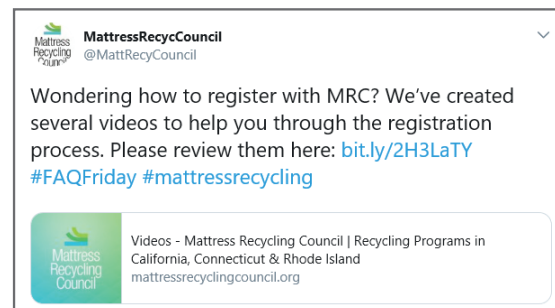 MattressRecycCouncil
Mattress
Recycling
Council
@MattRecyCouncil
Wondering how to register with MRC? We've created
several videos to help you through the registration
process. Please review them here: bit.ly/2H3LaTY
#FAQFriday #mattressrecycling
Videos - Mattress Recycling Council | Recycling Programs in
California, Connecticut & Rhode Island
mattressrecyclingcouncil.org
Mattress
Recycling
Council